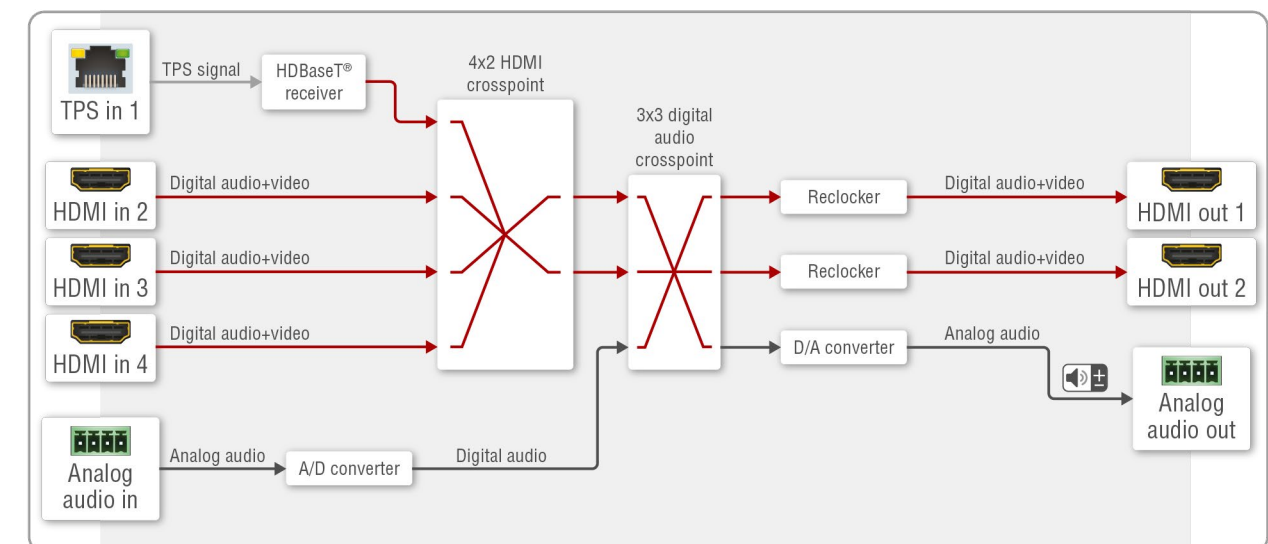 TPS in 1
TPS signal
HDBaseT®
receiver
4x2 HDMI
crosspoint
3x3 digital
audio
crosspoint
HDMI in 2
Digital audio+video
Reclocker
Digital audio+video
HDMI out 1
HDMI in 3
Digital audio+video
Reclocker
Digital audio+video
HDMI out 2
HDMI in 4
Digital audio+video
D/A converter
Analog audio
Analog
audio out
Analog
audio in
Analog audio
A/D converter
Digital audio